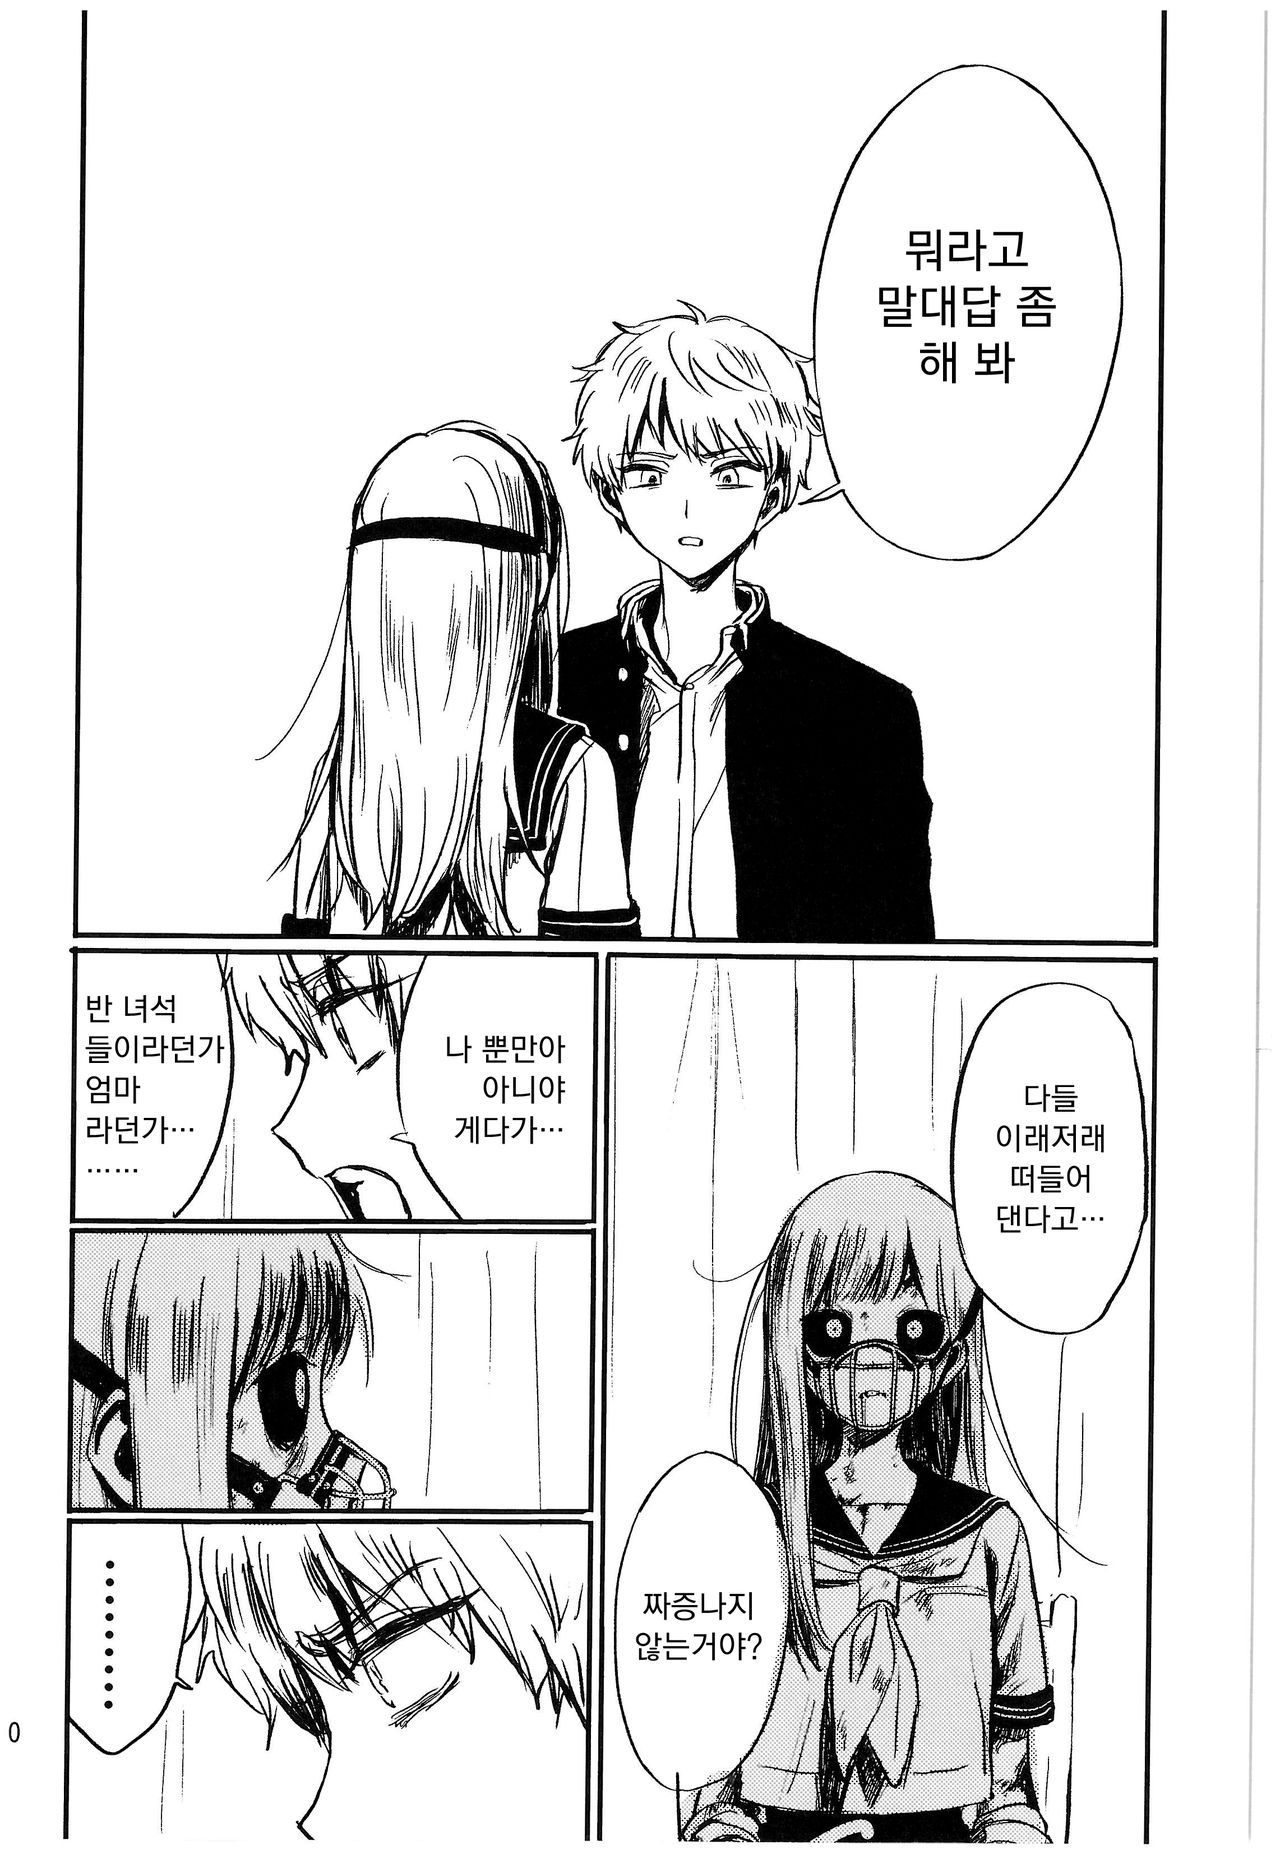 뭐라고
말대답 좀
해 봐
다들
이래저래
떠들어
댄다고…
짜증나지
않는거야?
나 뿐만아
아니야
게다가…
반 녀석
들이라던가
엄마
라던가…
……
………
0